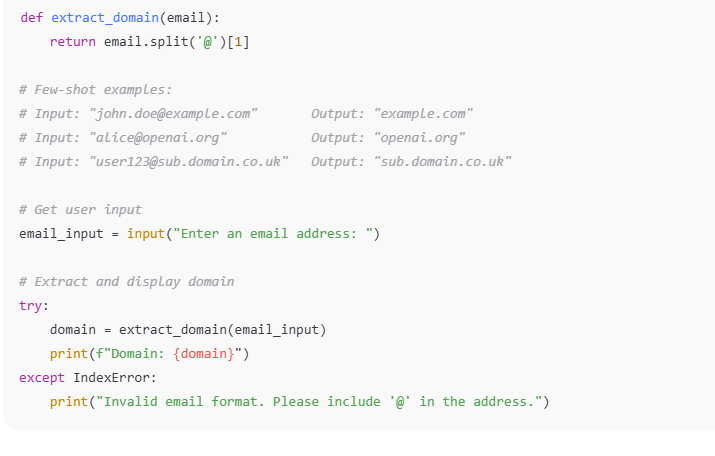 def extract_domain(email):
    return email.split('@')[1]

# Few-shot examples:
# Input: "john.doe@example.com"       Output: "example.com"
# Input: "alice@openai.org"           Output: "openai.org"
# Input: "user123@sub.domain.co.uk"   Output: "sub.domain.co.uk"

# Get user input
email_input = input("Enter an email address: ")

# Extract and display domain
try:
    domain = extract_domain(email_input)
    print(f"Domain: {domain}")
except IndexError:
    print("Invalid email format. Please include '@' in the address.")